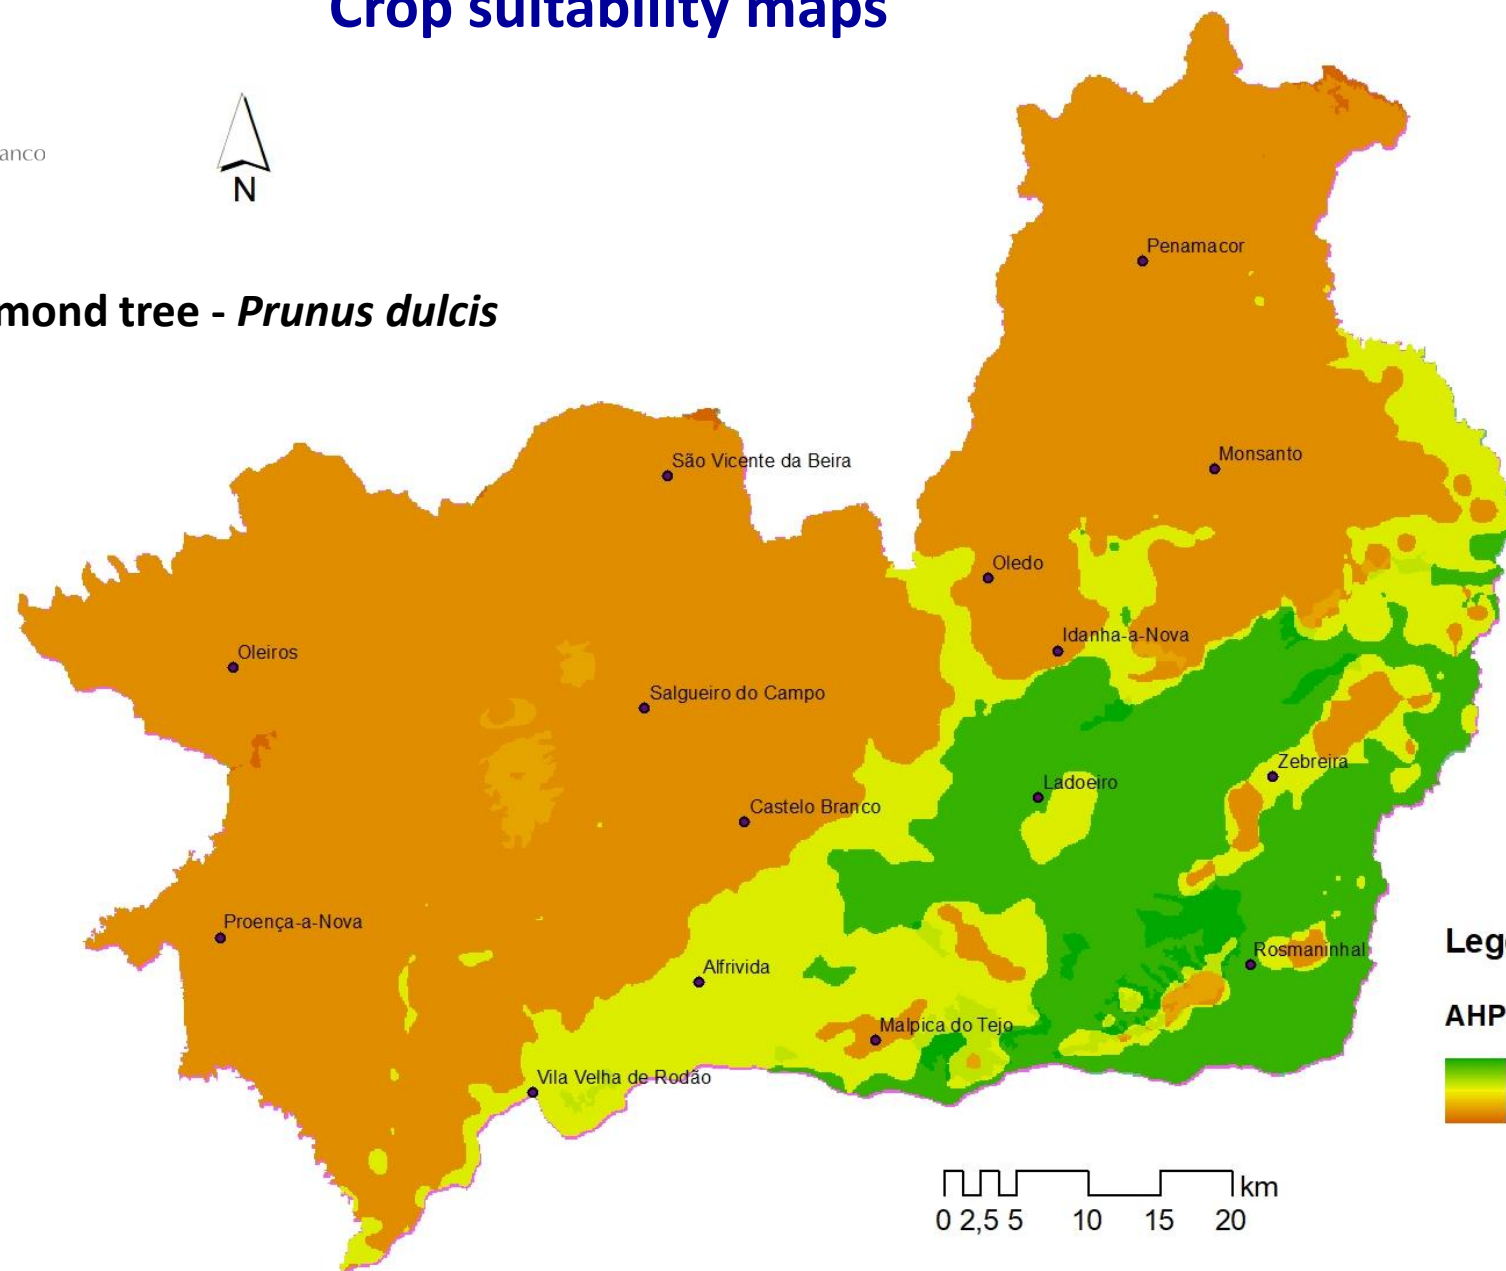 Crop suitability maps
anco
N
mond tree - Prunus dulcis
Penamacor
Monsanto
São Vicente da Beira
Oledo
Idanha-a-Nova
Oleiros
Salgueiro do Campo
Zebreira
Ladoeiro
Castelo Branco
Proença-a-Nova
Rosmaninhal
Alfrivida
Malpica do Tejo
Vila Velha de Rodão
Leg
AHP
km
0 2,5 5 10 15 20